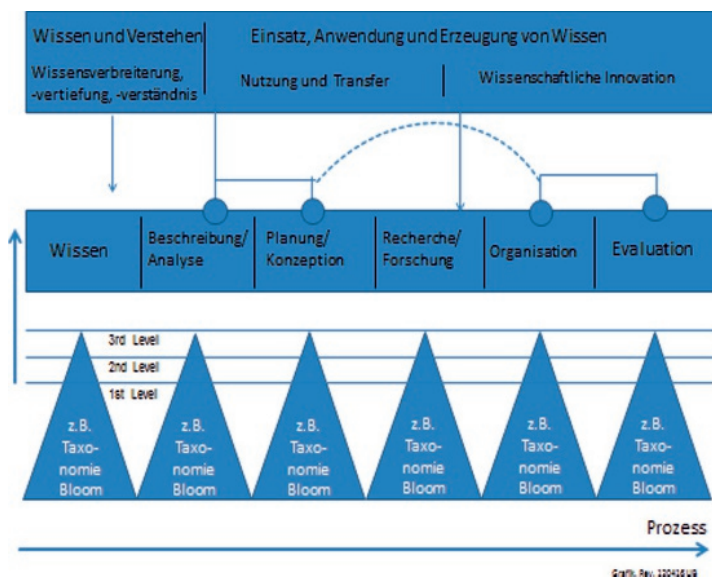 Wissen und Verstehen
Einsatz, Anwendung und Erzeugung von Wissen
Wissensverbreiterung,
-vertiefung, -verständnis
Nutzung und Transfer
Wissenschaftliche Innovation
Wissen
Beschreibung/
Analyse
Planung/
Konzeption
Recherche/
Forschung
Organisation
Evaluation
3rd Level
2nd Level
1st Level
z.B.
Taxo-
nomie
Bloom
z.B.
Taxo-
nomie
Bloom
z.B.
Taxo-
nomie
Bloom
z.B.
Taxo-
nomie
Bloom
z.B.
Taxo-
nomie
Bloom
z.B.
Taxo-
nomie
Bloom
Prozess
Grafik, Rev.